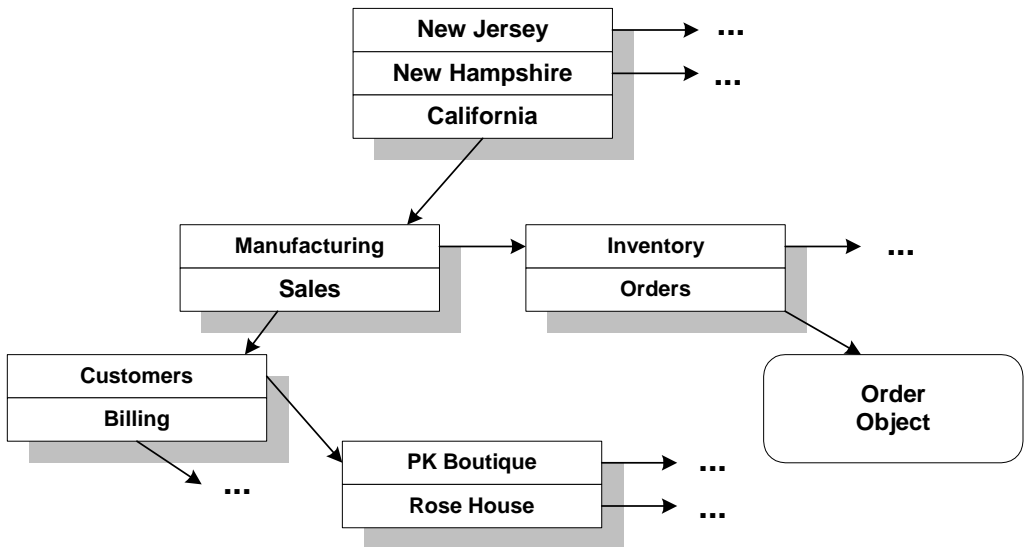 New Jersey
...
New Hampshire
...
California
Manufacturing
Inventory
...
Sales
Orders
Customers
Order
Object
Billing
PK Boutique
...
...
Rose House
...